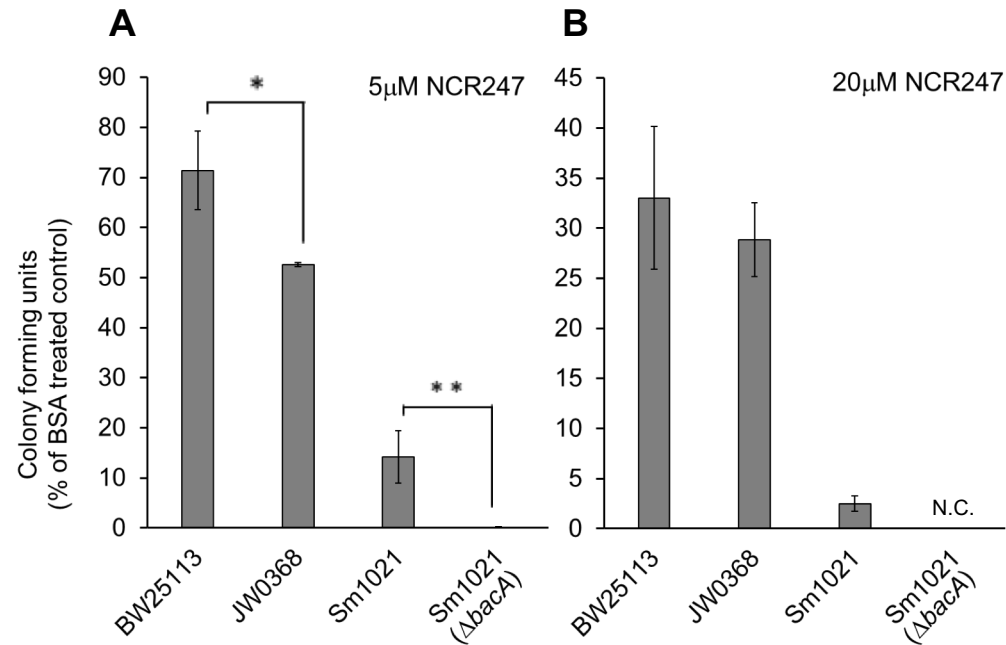 A
5μM NCR247
Colony forming units
(% of BSA treated control)
90
80
70
60
50
40
30
20
10
0
*
**
BW25113
JW0368
Sm1021
Sm1021
(ΔbacA)
B
20μM NCR247
45
40
35
30
25
20
15
10
5
0
N.C.
BW25113
JW0368
Sm1021
Sm1021
(ΔbacA)